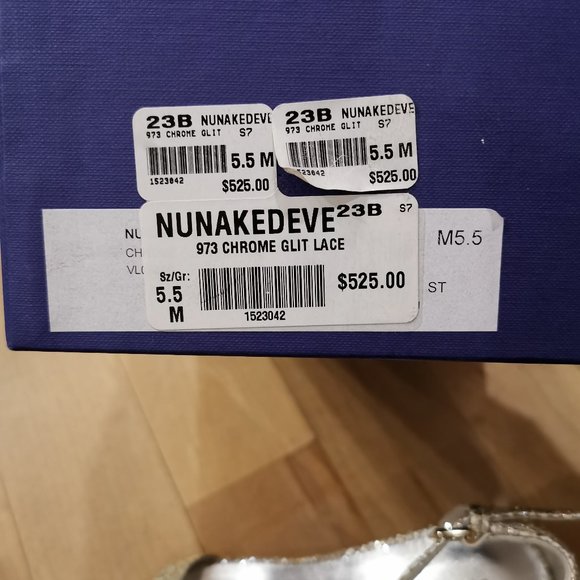 23B NUNAKEDEVE
973 CHROME GLIT S7
5.5 M
1523042
$525.00
23B NUNAKEDEVE
973 CHROME GLIT S7
5.5 M
$525.00
NUNAKEDEVE 23B S7
973 CHROME GLIT LACE
Sz/Gr:
5.5
M
1523042
$525.00
NU
CH
VL
M5.5
ST